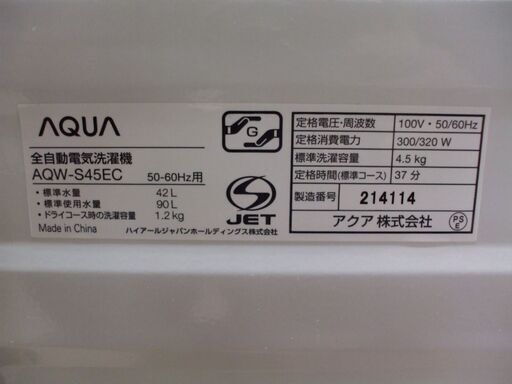 AQUA
全自動電気洗濯機
AQW-S45EC 50-60Hz用
・標準水量 42L
・標準使用水量 90L
・ドライコース時の洗濯容量 1.2kg
Made in China
G
S
JET
ハイアールジャパンホールディングス株式会社
定格電圧・周波数 100V・50/60Hz
定格消費電力 300/320 W
標準洗濯容量 4.5 kg
定格時間(標準コース) 37 分
製造番号 214114
アクア 株式会社
PS
E